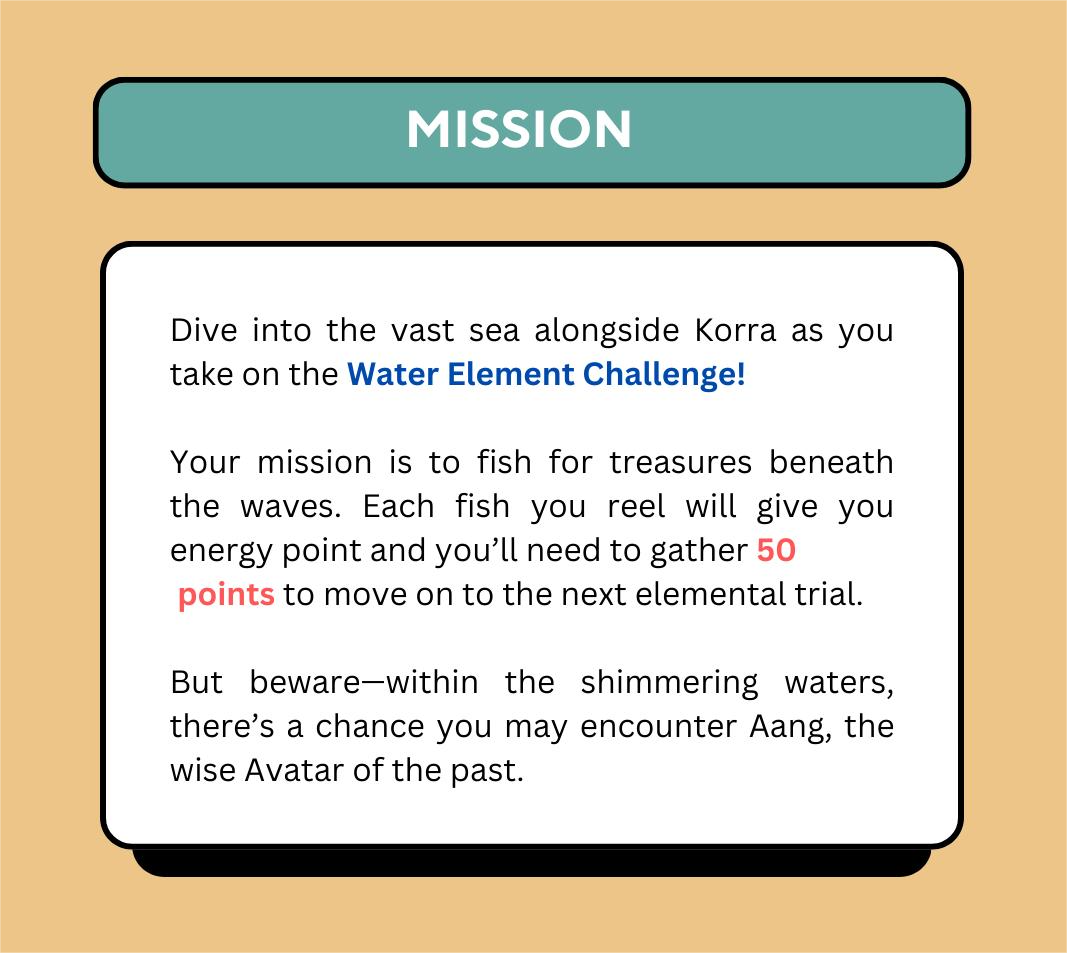 MISSION
Dive into the vast sea alongside Korra as you
take on the Water Element Challenge!
Your mission is to fish for treasures beneath
the waves. Each fish you reel will give you
energy point and you’ll need to gather 50
points to move on to the next elemental trial.
But beware—within the shimmering waters,
there’s a chance you may encounter Aang, the
wise Avatar of the past.